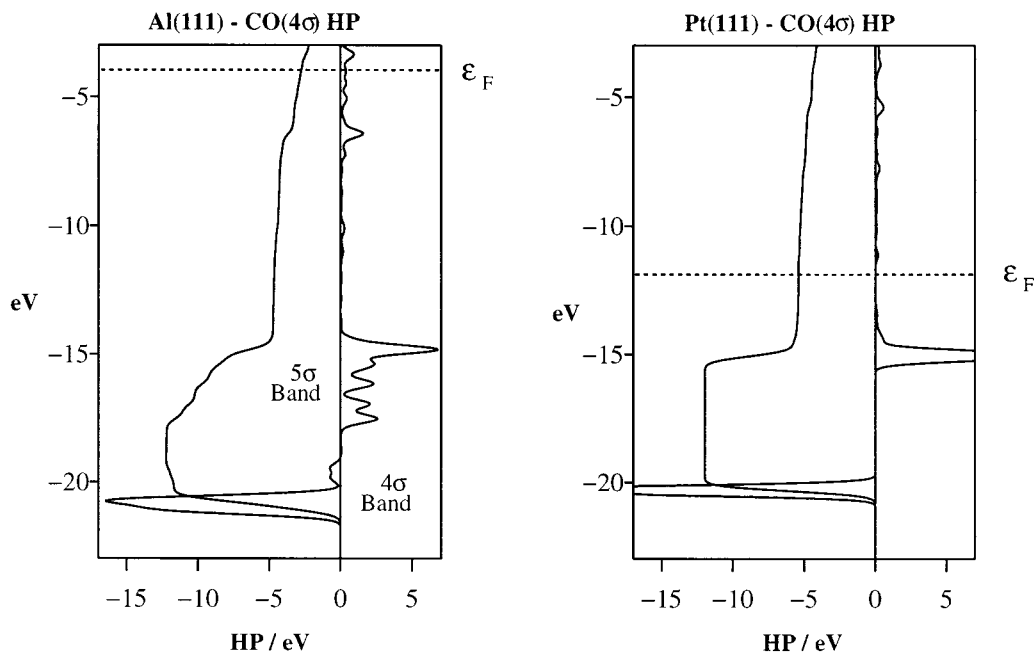 Al(111) - CO(4σ) HP
Pt(111) - CO(4σ) HP
ε F
−5
−10
eV
−15
−20
5σ
Band
4σ
Band
−15 −10 −5 0 5
HP / eV
ε F
−5
−10
eV
−15
−20
−15 −10 −5 0 5
HP / eV